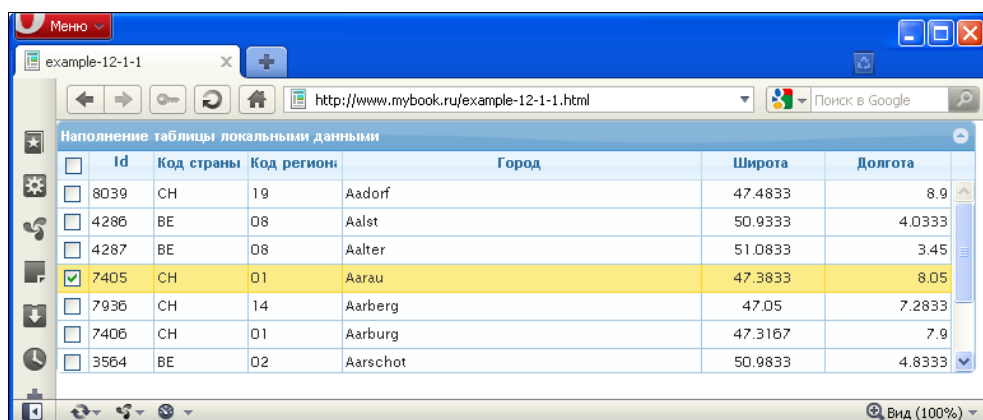 Меню
example-12-1-1
http://www.mybook.ru/example-12-1-1.html Поиск в Google
Наполнение таблицы локальными данными
Id Код страны Код региона Город Широта Долгота
8039 CH 19 Aadorf 47.4833 8.9
4286 BE 08 Aalst 50.9333 4.0333
4287 BE 08 Aalter 51.0833 3.45
7405 CH 01 Aarau 47.3833 8.05
7936 CH 14 Aarberg 47.05 7.2833
7406 CH 01 Aarburg 47.3167 7.9
3564 BE 02 Aarschot 50.9833 4.8333
Вид (100%)